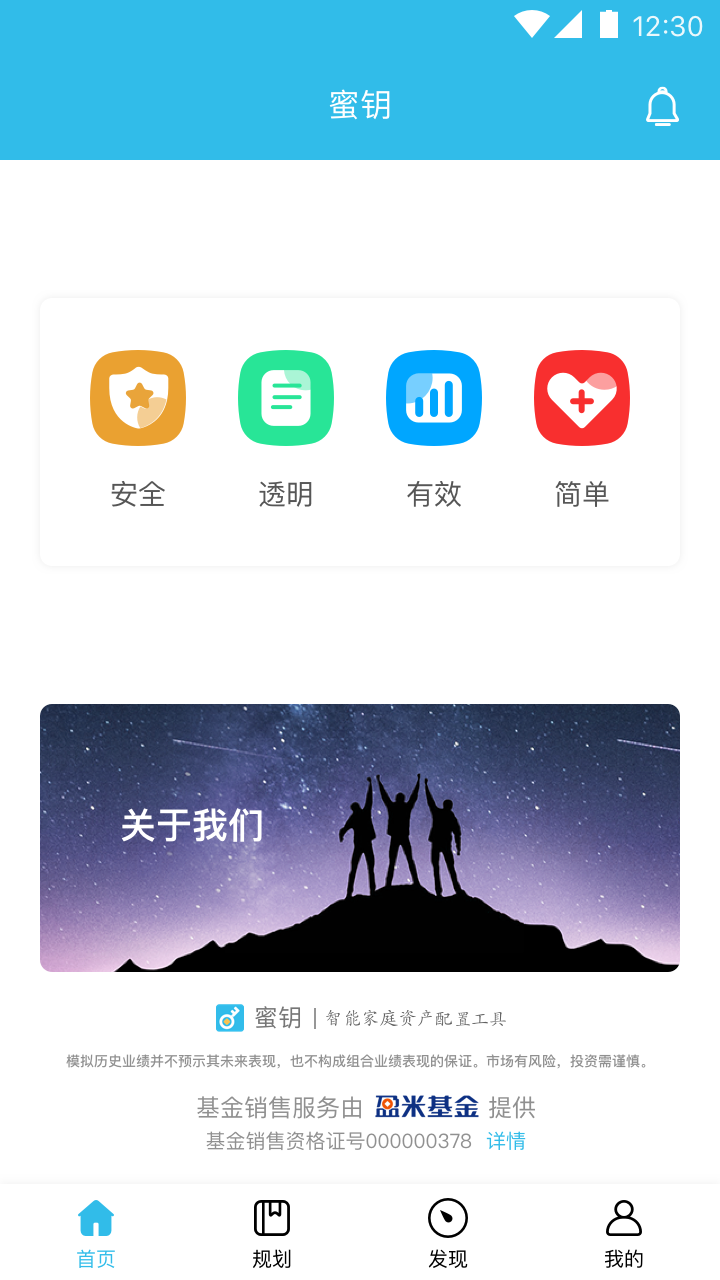 12:30
蜜钥
安全 透明 有效 简单
关于我们
蜜钥 | 智能家庭资产配置工具
模拟历史业绩并不预示其未来表现，也不构成组合业绩表现的保证。市场有风险，投资需谨慎。
基金销售服务由 盈米基金 提供
基金销售资格证号000000378 详情
首页 规划 发现 我的